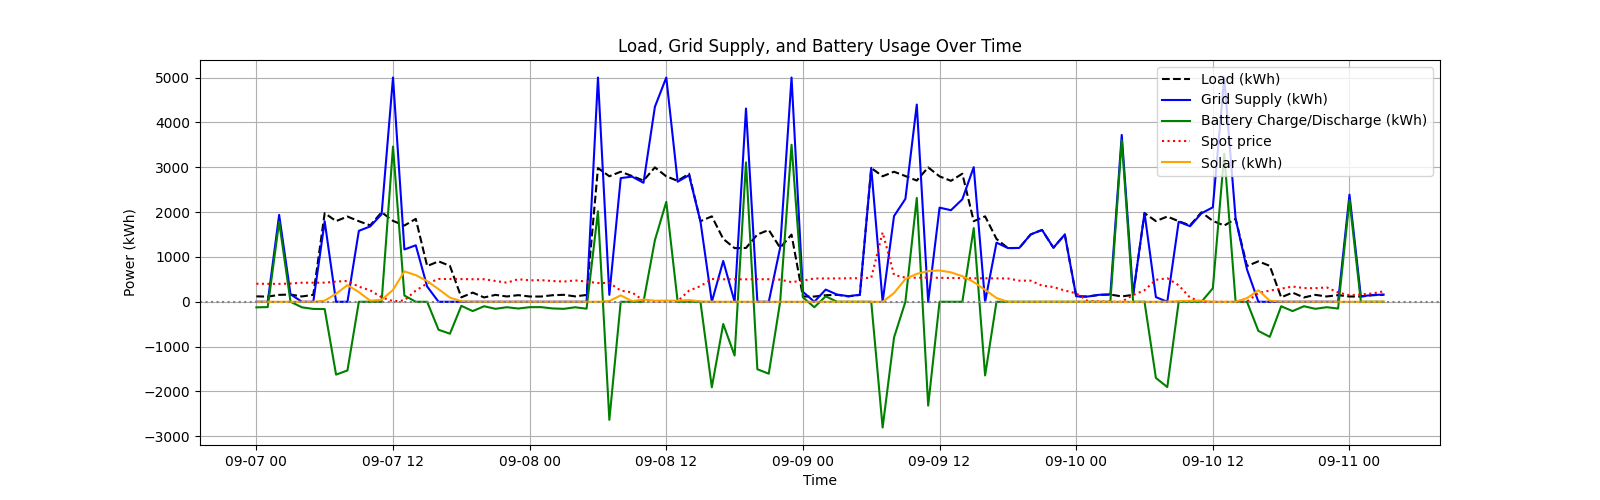 Load, Grid Supply, and Battery Usage Over Time
Load (kWh)
Grid Supply (kWh)
Battery Charge/Discharge (kWh)
Spot price
Solar (kWh)
Power (kWh)
5000
4000
3000
2000
1000
0
−1000
−2000
−3000
09-07 00
09-07 12
09-08 00
09-08 12
09-09 00
09-09 12
09-10 00
09-10 12
09-11 00
Time